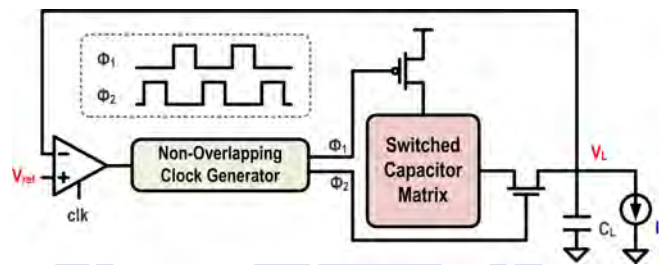 Φ1
Φ2
Vref
−
+
clk
Non-Overlapping
Clock Generator
Φ1
Φ2
Switched
Capacitor
Matrix
VL
CL
I